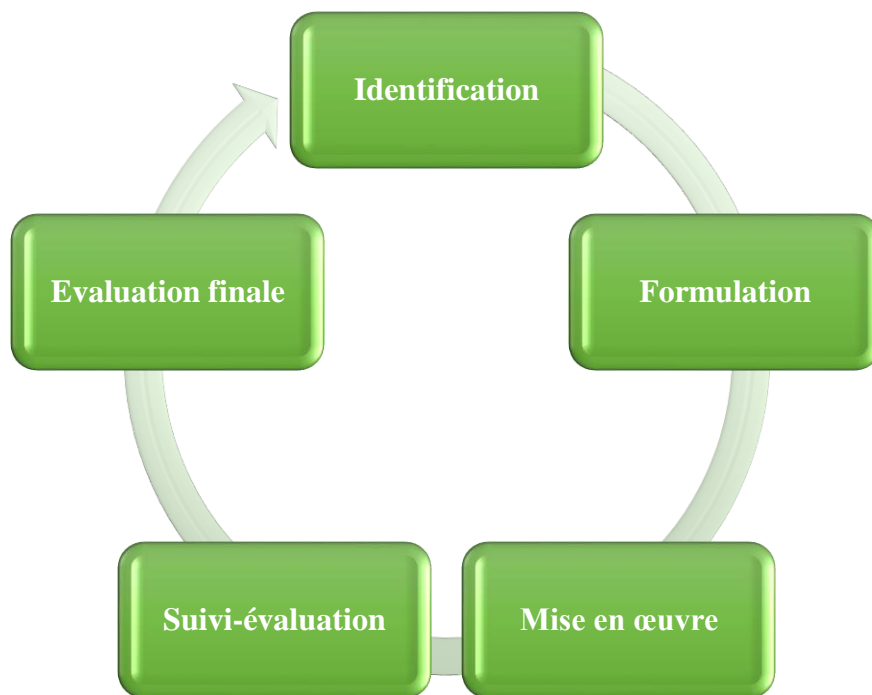 Identification
Formulation
Mise en œuvre
Suivi-évaluation
Evaluation finale